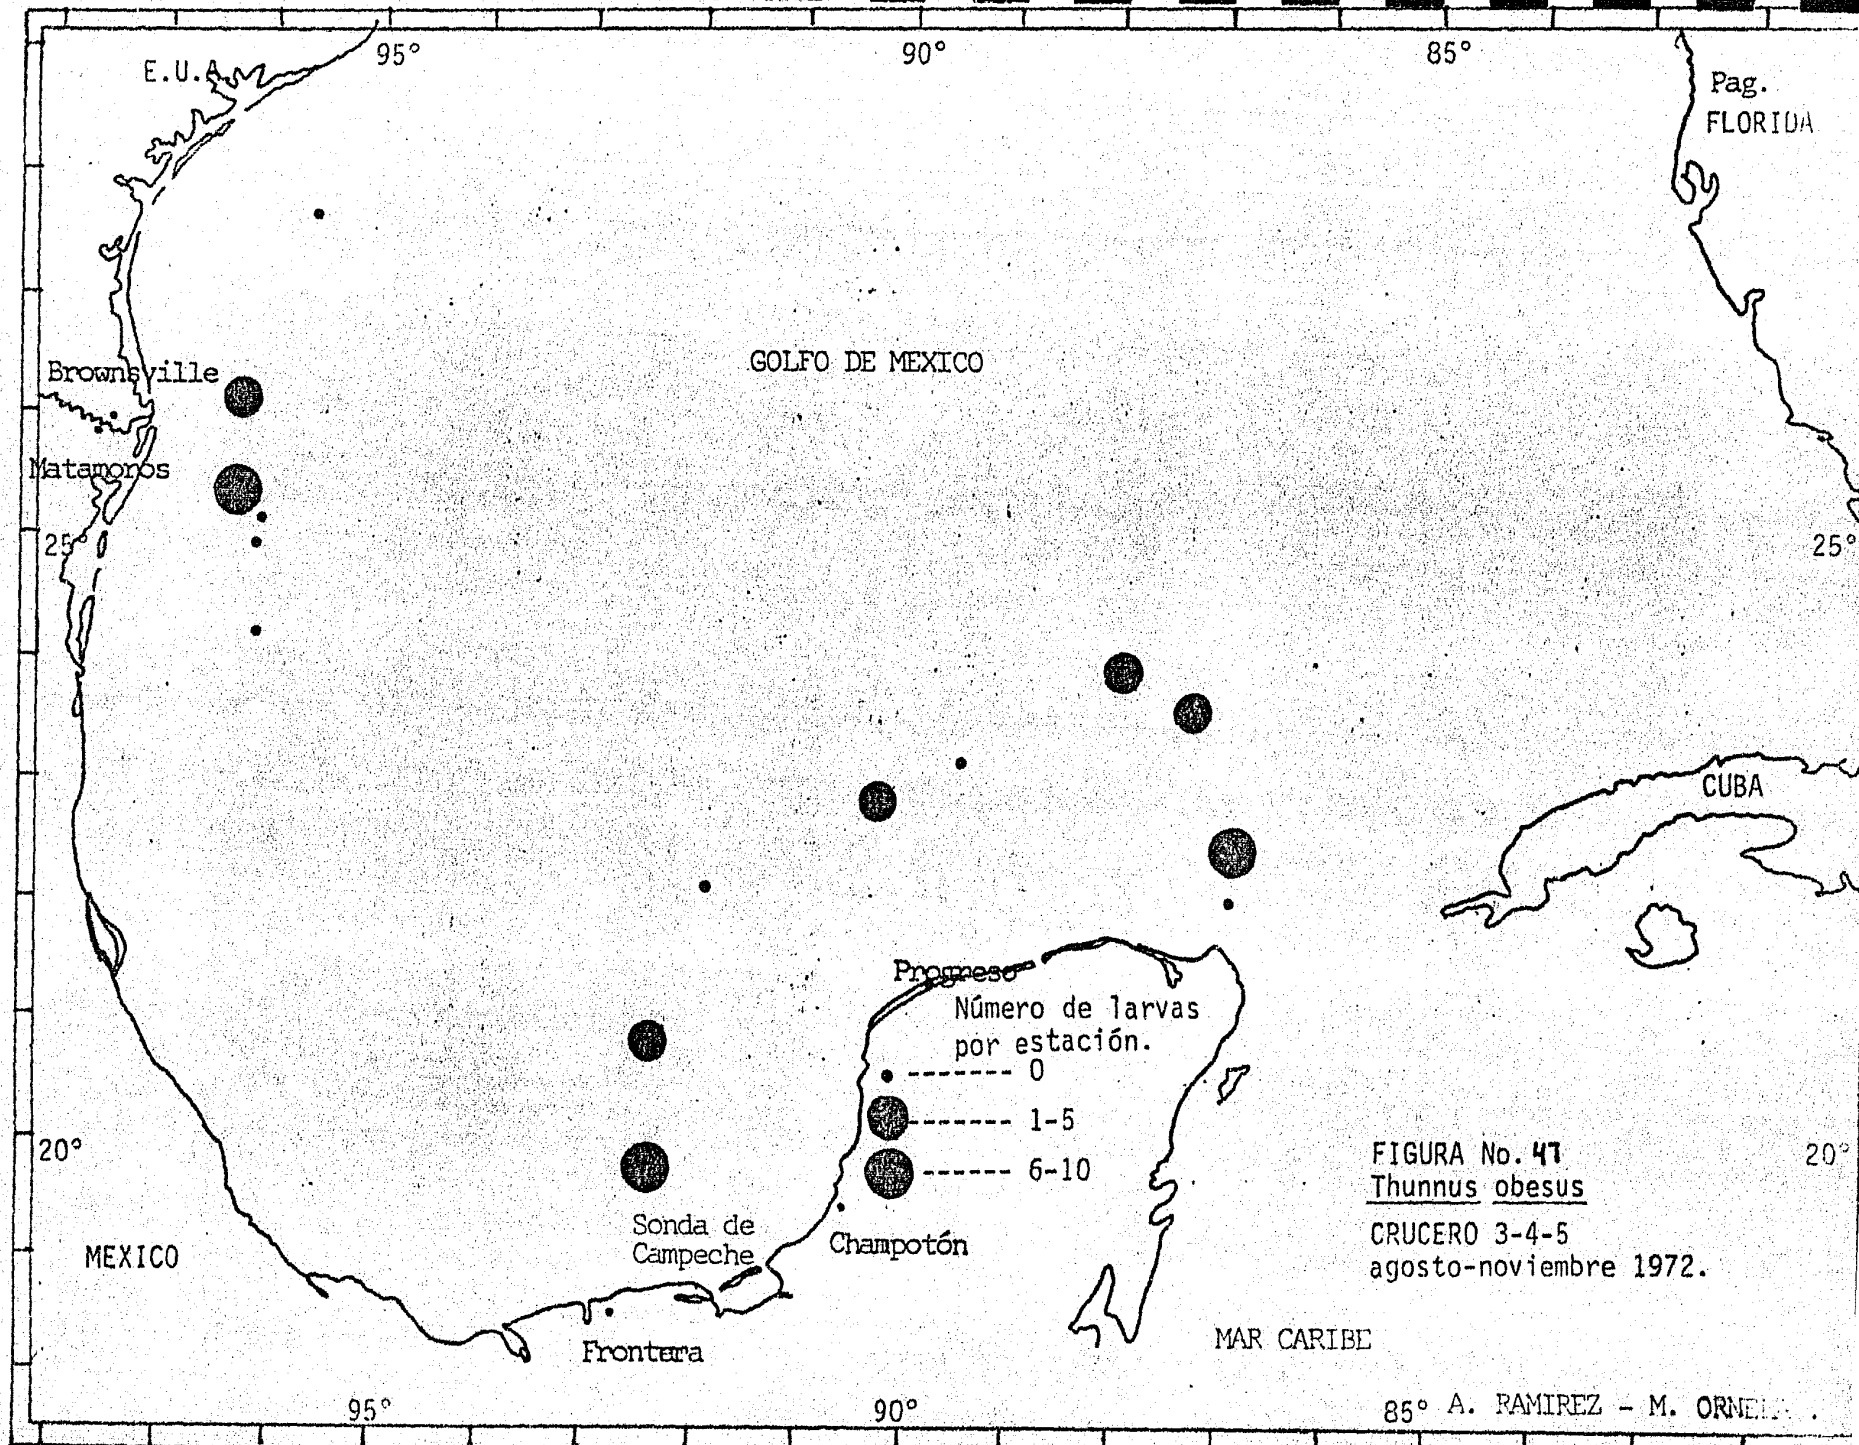 95°
90°
85°
E.U.A.
Pag.
FLORIDA
GOLFO DE MEXICO
Brownsville
Matamoros
25°
25°
CUBA
Progreso
Número de larvas
por estación.
0
1-5
6-10
20°
20°
FIGURA No. 47
Thunnus obesus
CRUCERO 3-4-5
agosto-noviembre 1972.
Sonda de
Campeche
Champotón
MEXICO
Frontera
MAR CARIBE
95°
90°
85°
A. RAMIREZ - M.